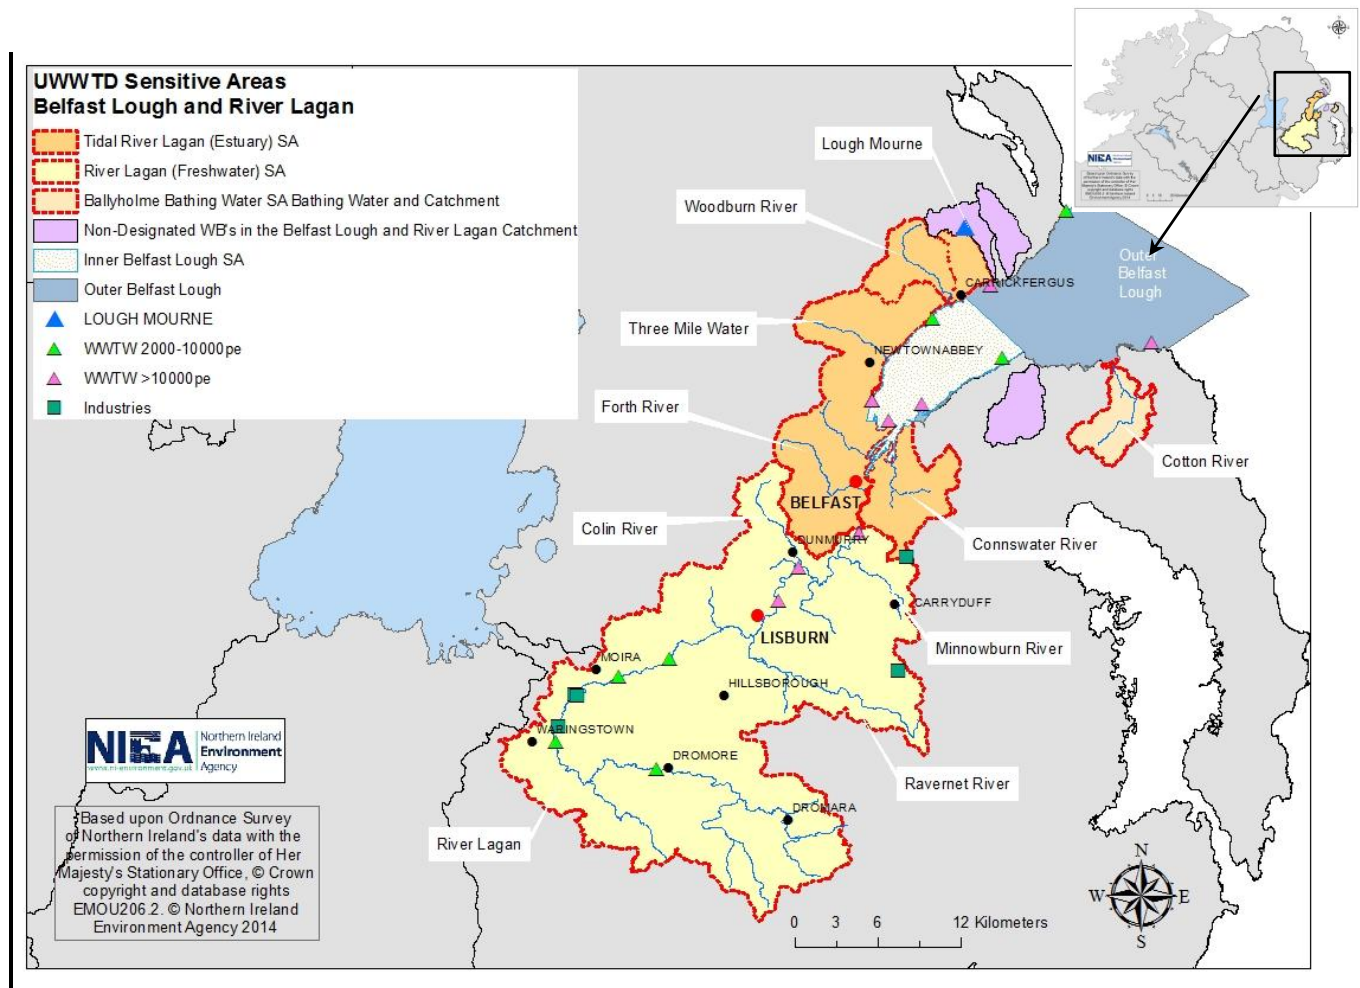 UWWTD Sensitive Areas
Belfast Lough and River Lagan
Tidal River Lagan (Estuary) SA
River Lagan (Freshwater) SA
Ballyholme Bathing Water SA Bathing Water and Catchment
Non-Designated WB's in the Belfast Lough and River Lagan Catchment
Inner Belfast Lough SA
Outer Belfast Lough
LOUGH MOURNE
WWTW 2000-10000pe
WWTW >10000pe
Industries
Lough Mourne
Woodburn River
Outer
Belfast
Lough
CARRICKFERGUS
Three Mile Water
NEWTOWNABBEY
Forth River
Cotton River
BELFAST
Colin River
DUNMURRY
Connswater River
CARRYDUFF
LISBURN
Minnowburn River
MOIRA
HILLSBOROUGH
WARINGSTOWN
DROMORE
Ravernet River
DROMARA
River Lagan
NIEA
Northern Ireland
Environment
Agency
www.ni-environment.gov.uk
Based upon Ordnance Survey
of Northern Ireland's data with the
permission of the controller of Her
Majesty's Stationary Office, © Crown
copyright and database rights
EMOU206.2. © Northern Ireland
Environment Agency 2014
N
W E
S
0 3 6 12 Kilometers
NIEA